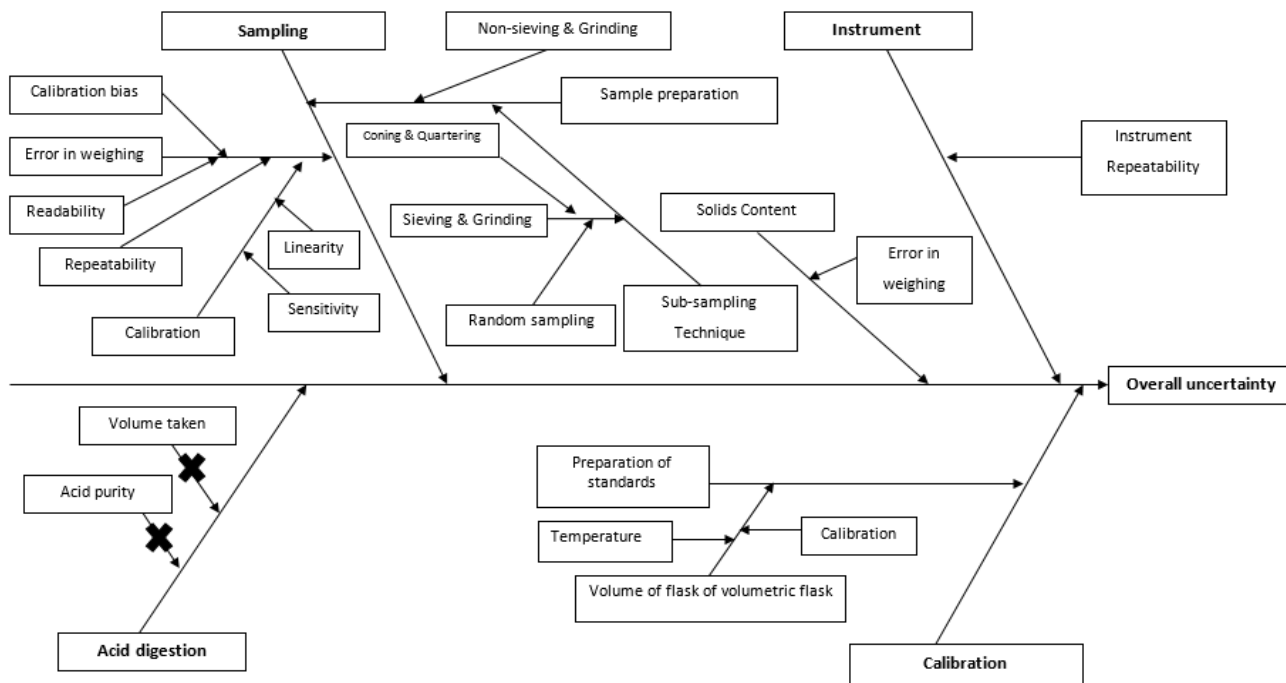 Sampling
Non-sieving & Grinding
Instrument
Calibration bias
Sample preparation
Coning & Quartering
Error in weighing
Instrument
Repeatability
Readability
Sieving & Grinding
Solids Content
Linearity
Repeatability
Error in
weighing
Sensitivity
Random sampling
Sub-sampling
Technique
Calibration
Overall uncertainty
Volume taken
Preparation of
standards
Acid purity
Temperature
Calibration
Volume of flask of volumetric flask
Acid digestion
Calibration